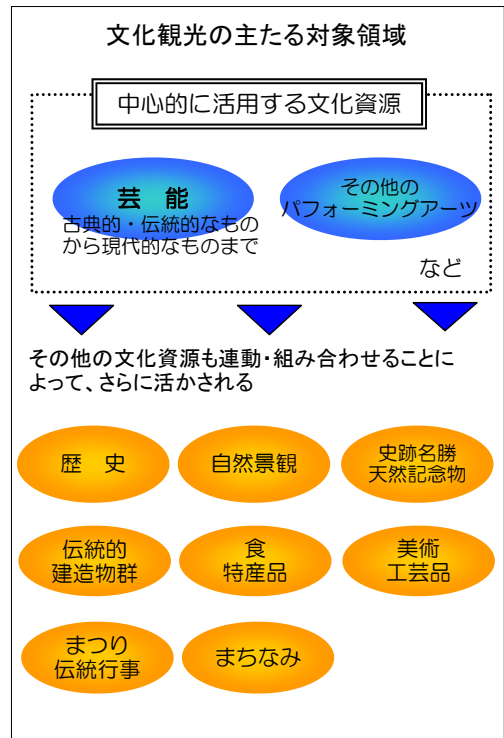 文化観光の主たる対象領域
中心的に活用する文化資源
芸　能
古典的・伝統的なもの
から現代的なものまで
その他の
パフォーミングアーツ
など
その他の文化資源も連動・組み合わせることに
よって、さらに活かされる
歴　史
自然景観
史跡名勝
天然記念物
伝統的
建造物群
食
特産品
美術
工芸品
まつり
伝統行事
まちなみ